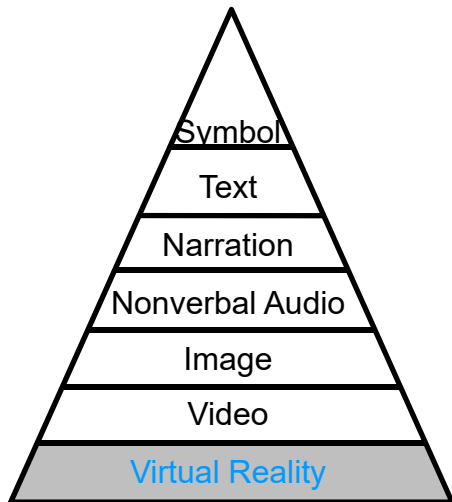 Symbol
Text
Narration
Nonverbal Audio
Image
Video
Virtual Reality